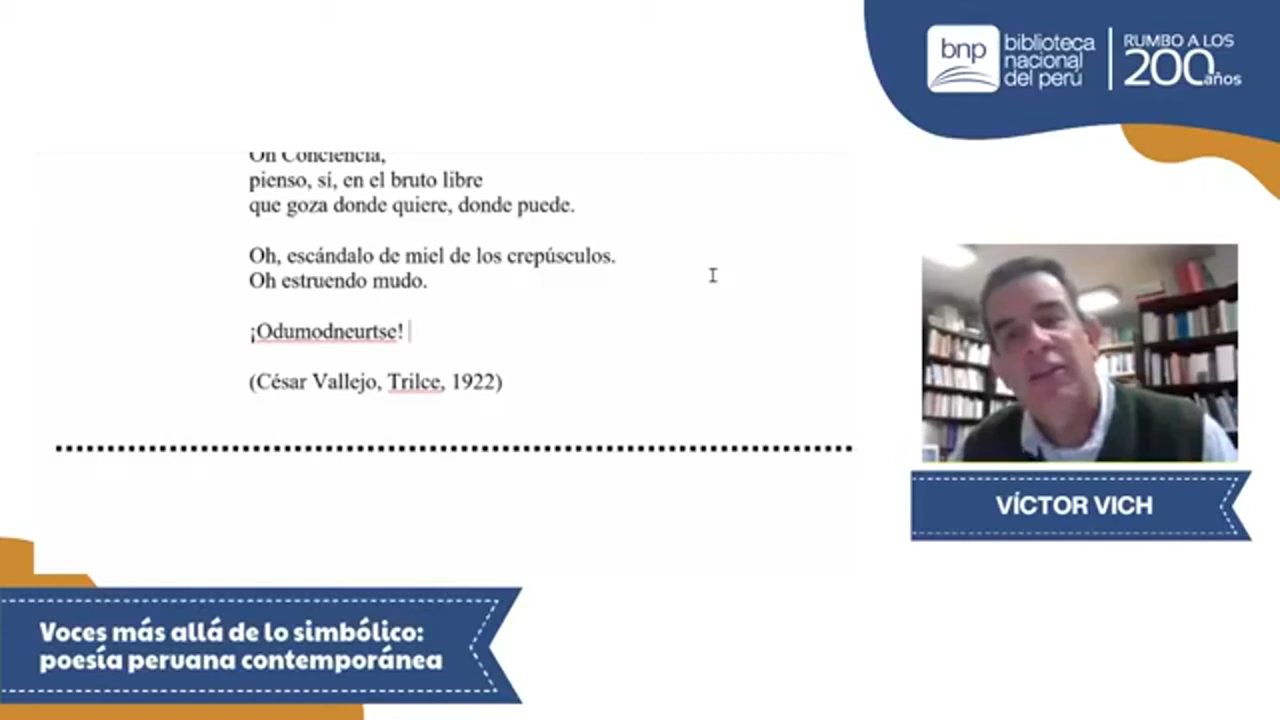 bnp
biblioteca
nacional
del perú
RUMBO A LOS
200 años
Oh Conciencia,
pienso, sí, en el bruto libre
que goza donde quiere, donde puede.
Oh, escándalo de miel de los crepúsculos.
Oh estruendo mudo.
¡Odumodneurtse!
(César Vallejo, Trilce, 1922)
VÍCTOR VICH
Voces más allá de lo simbólico:
poesía peruana contemporánea